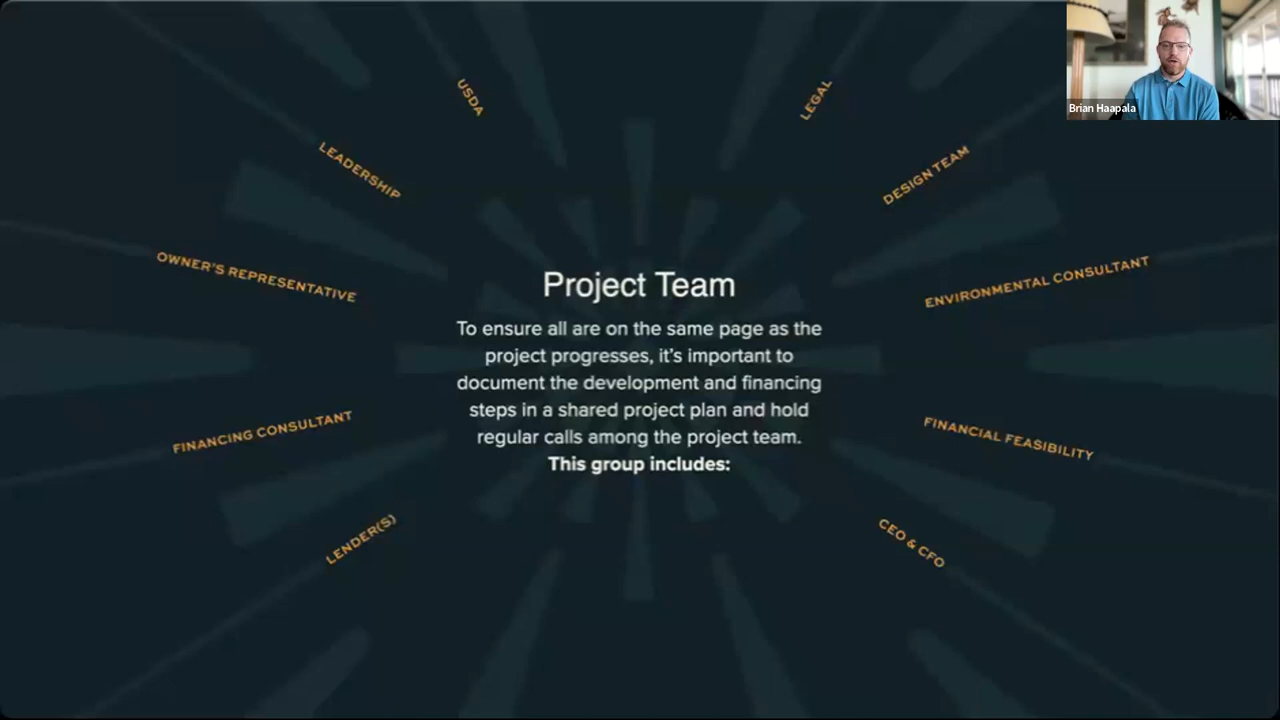 Brian Haapala
USDA
LEGAL
LEADERSHIP
DESIGN TEAM
OWNER'S REPRESENTATIVE
ENVIRONMENTAL CONSULTANT
Project Team
To ensure all are on the same page as the
project progresses, it's important to
document the development and financing
steps in a shared project plan and hold
regular calls among the project team.
This group includes:
FINANCING CONSULTANT
FINANCIAL FEASIBILITY
LENDER(S)
CEO & CFO